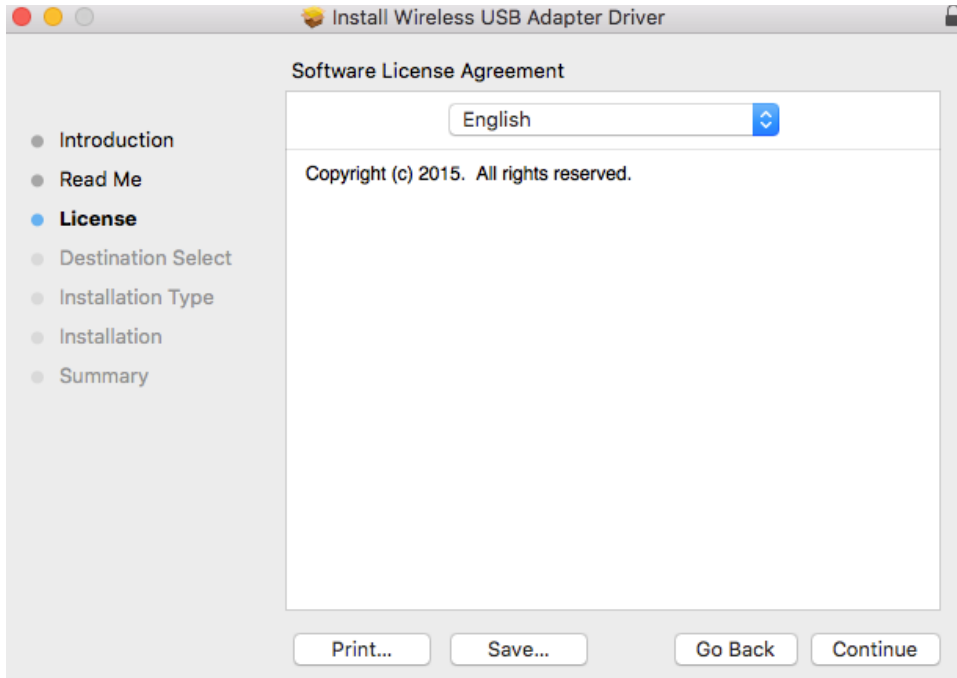 Install Wireless USB Adapter Driver
Software License Agreement
Introduction
Read Me
License
Destination Select
Installation Type
Installation
Summary
English
Copyright (c) 2015.  All rights reserved.
Print...
Save...
Go Back
Continue